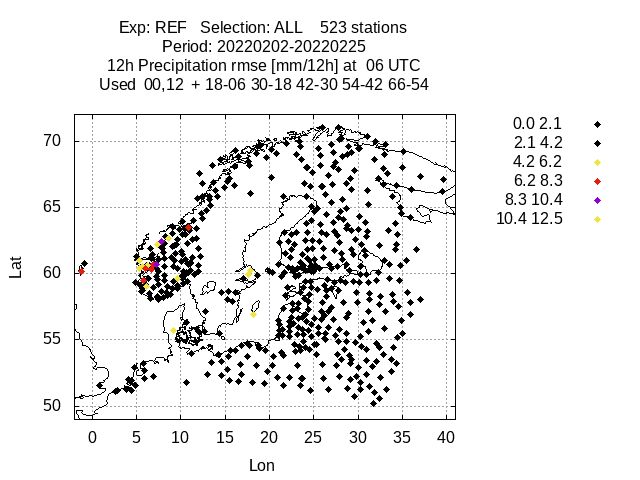 Exp: REF Selection: ALL 523 stations
Period: 20220202-20220225
12h Precipitation rmse [mm/12h] at 06 UTC
Used 00,12 + 18-06 30-18 42-30 54-42 66-54
0.0 2.1
2.1 4.2
4.2 6.2
6.2 8.3
8.3 10.4
10.4 12.5
70
65
60
55
50
Lat
0 5 10 15 20 25 30 35 40
Lon